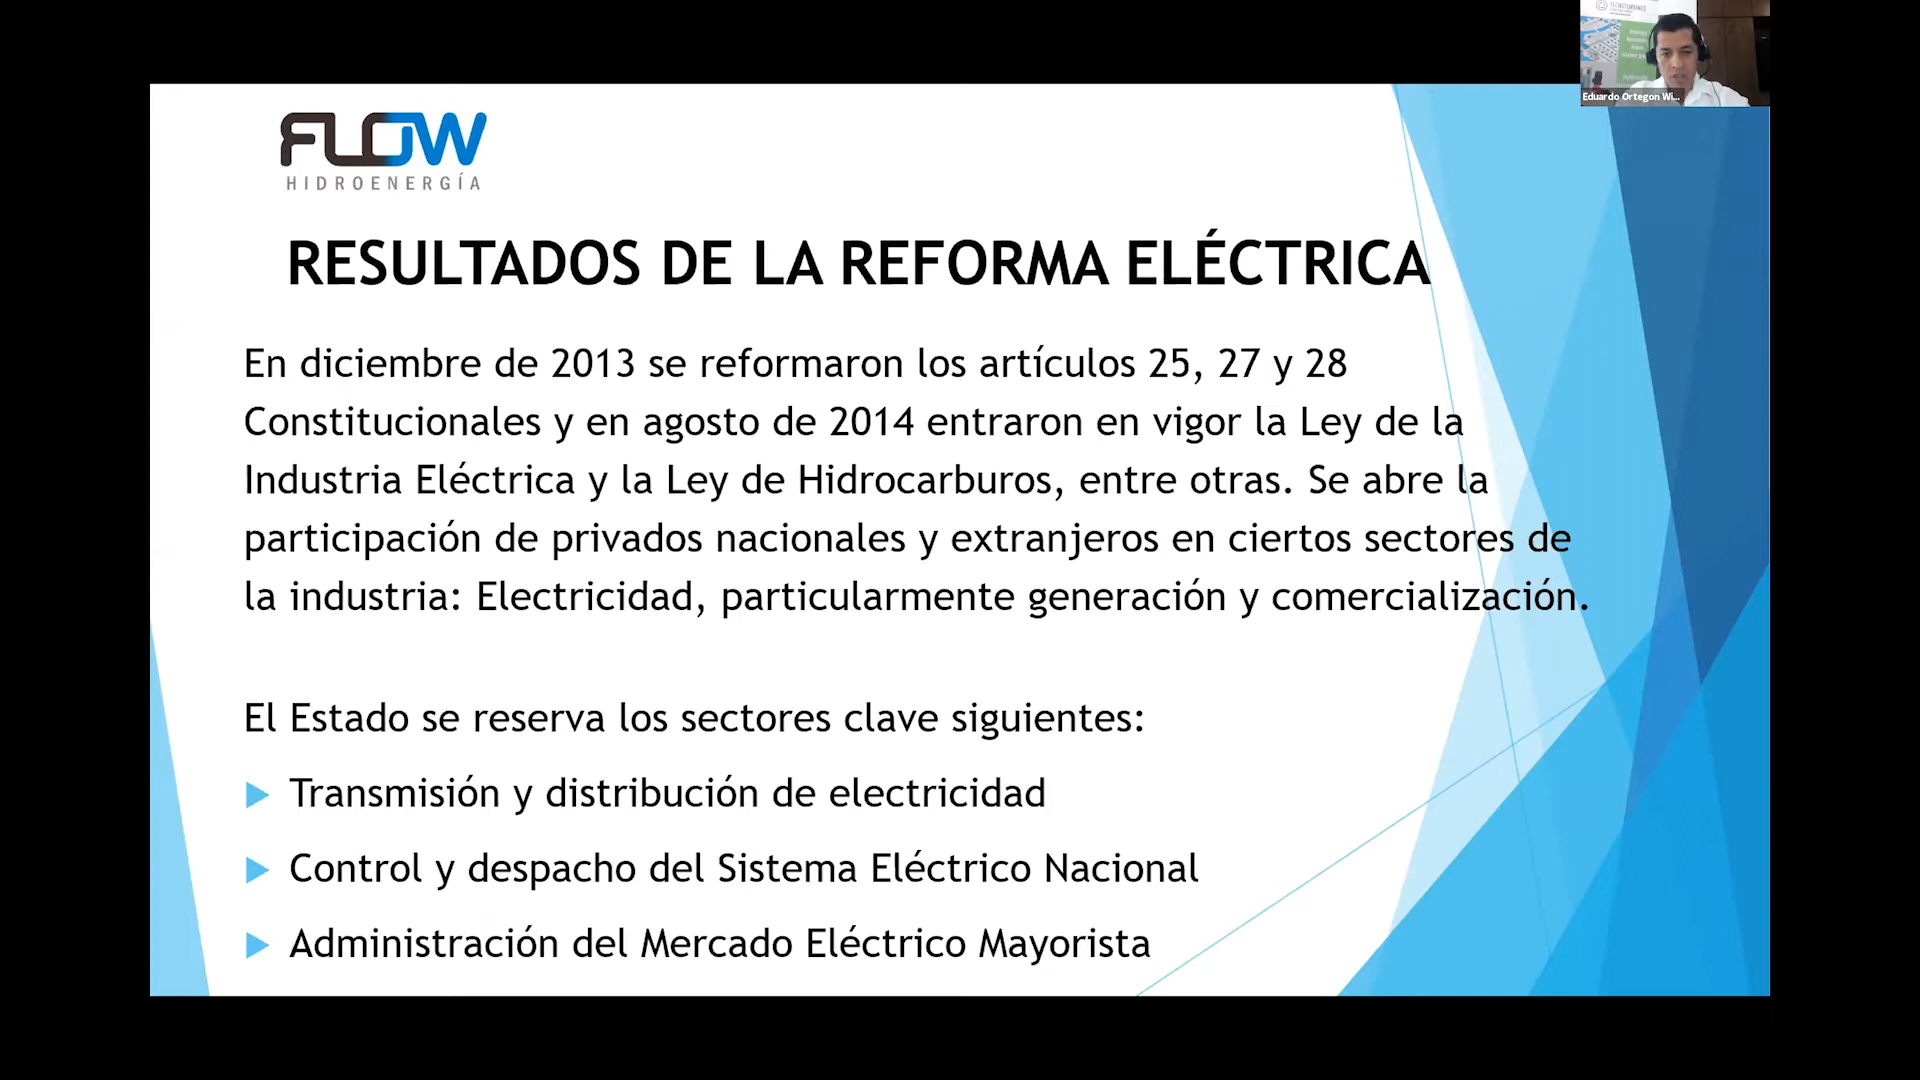 FLOW
HIDROENERGÍA
RESULTADOS DE LA REFORMA ELÉCTRICA
En diciembre de 2013 se reformaron los artículos 25, 27 y 28
Constitucionales y en agosto de 2014 entraron en vigor la Ley de la
Industria Eléctrica y la Ley de Hidrocarburos, entre otras. Se abre la
participación de privados nacionales y extranjeros en ciertos sectores de
la industria: Electricidad, particularmente generación y comercialización.
El Estado se reserva los sectores clave siguientes:
Transmisión y distribución de electricidad
Control y despacho del Sistema Eléctrico Nacional
Administración del Mercado Eléctrico Mayorista
Eduardo Ortegon Wi...